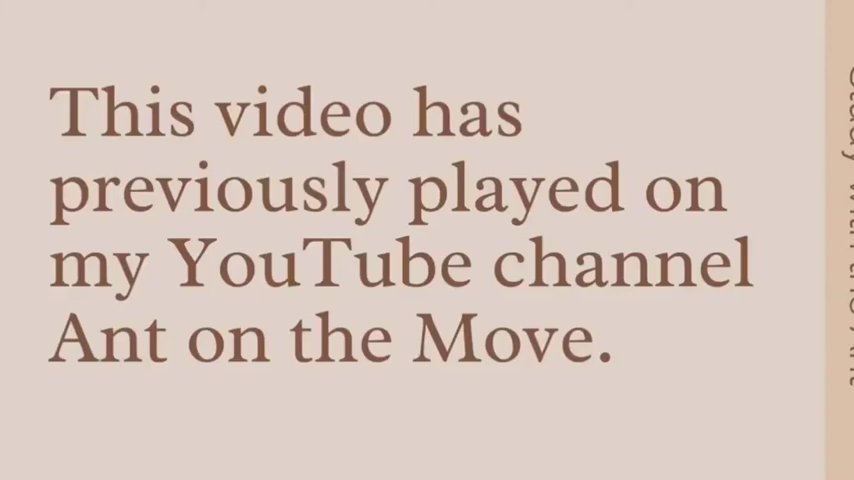 This video has
previously played on
my YouTube channel
Ant on the Move.